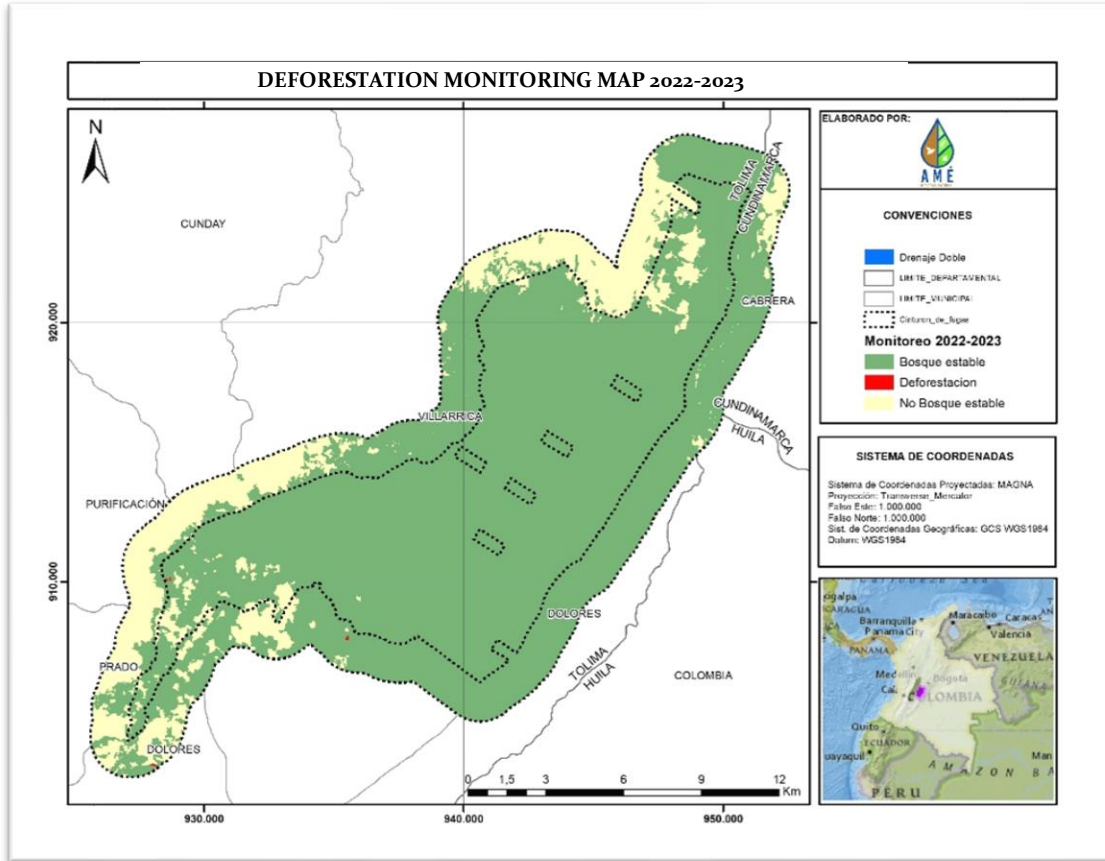 DEFORESTATION MONITORING MAP 2022-2023
N
CUNDAY
TOLIMA
CUNDINAMARCA
CABRERA
CUNDINAMARCA
HUILA
VILLARRICA
PURIFICACIÓN
DOLORES
PRADO
DOLORES
TOLIMA
HUILA
COLOMBIA
920.000
910.000
930.000
940.000
950.000
0 1,5 3 6 9 12
Km
ELABORADO POR:
AMÉ
CONVENCIONES
Drenaje Doble
LIMITE_DEPARTAMENTAL
LIMITE_MUNICIPAL
Cinturon_de_fugas
Monitoreo 2022-2023
Bosque estable
Deforestacion
No Bosque estable
SISTEMA DE COORDENADAS
Sistema de Coordenadas Proyectadas: MAGNA
Proyección: Transverse_Mercator
Falso Este: 1.000.000
Falso Norte: 1.000.000
Sist. de Coordenadas Geográficas: GCS WGS1984
Datum: WGS1984
Maracaibo
Caracas
Barranquilla
Panama City
Valencia
PANAMA
VENEZUELA
Bogota
Quito
ECUADOR
AMAZON
PERU